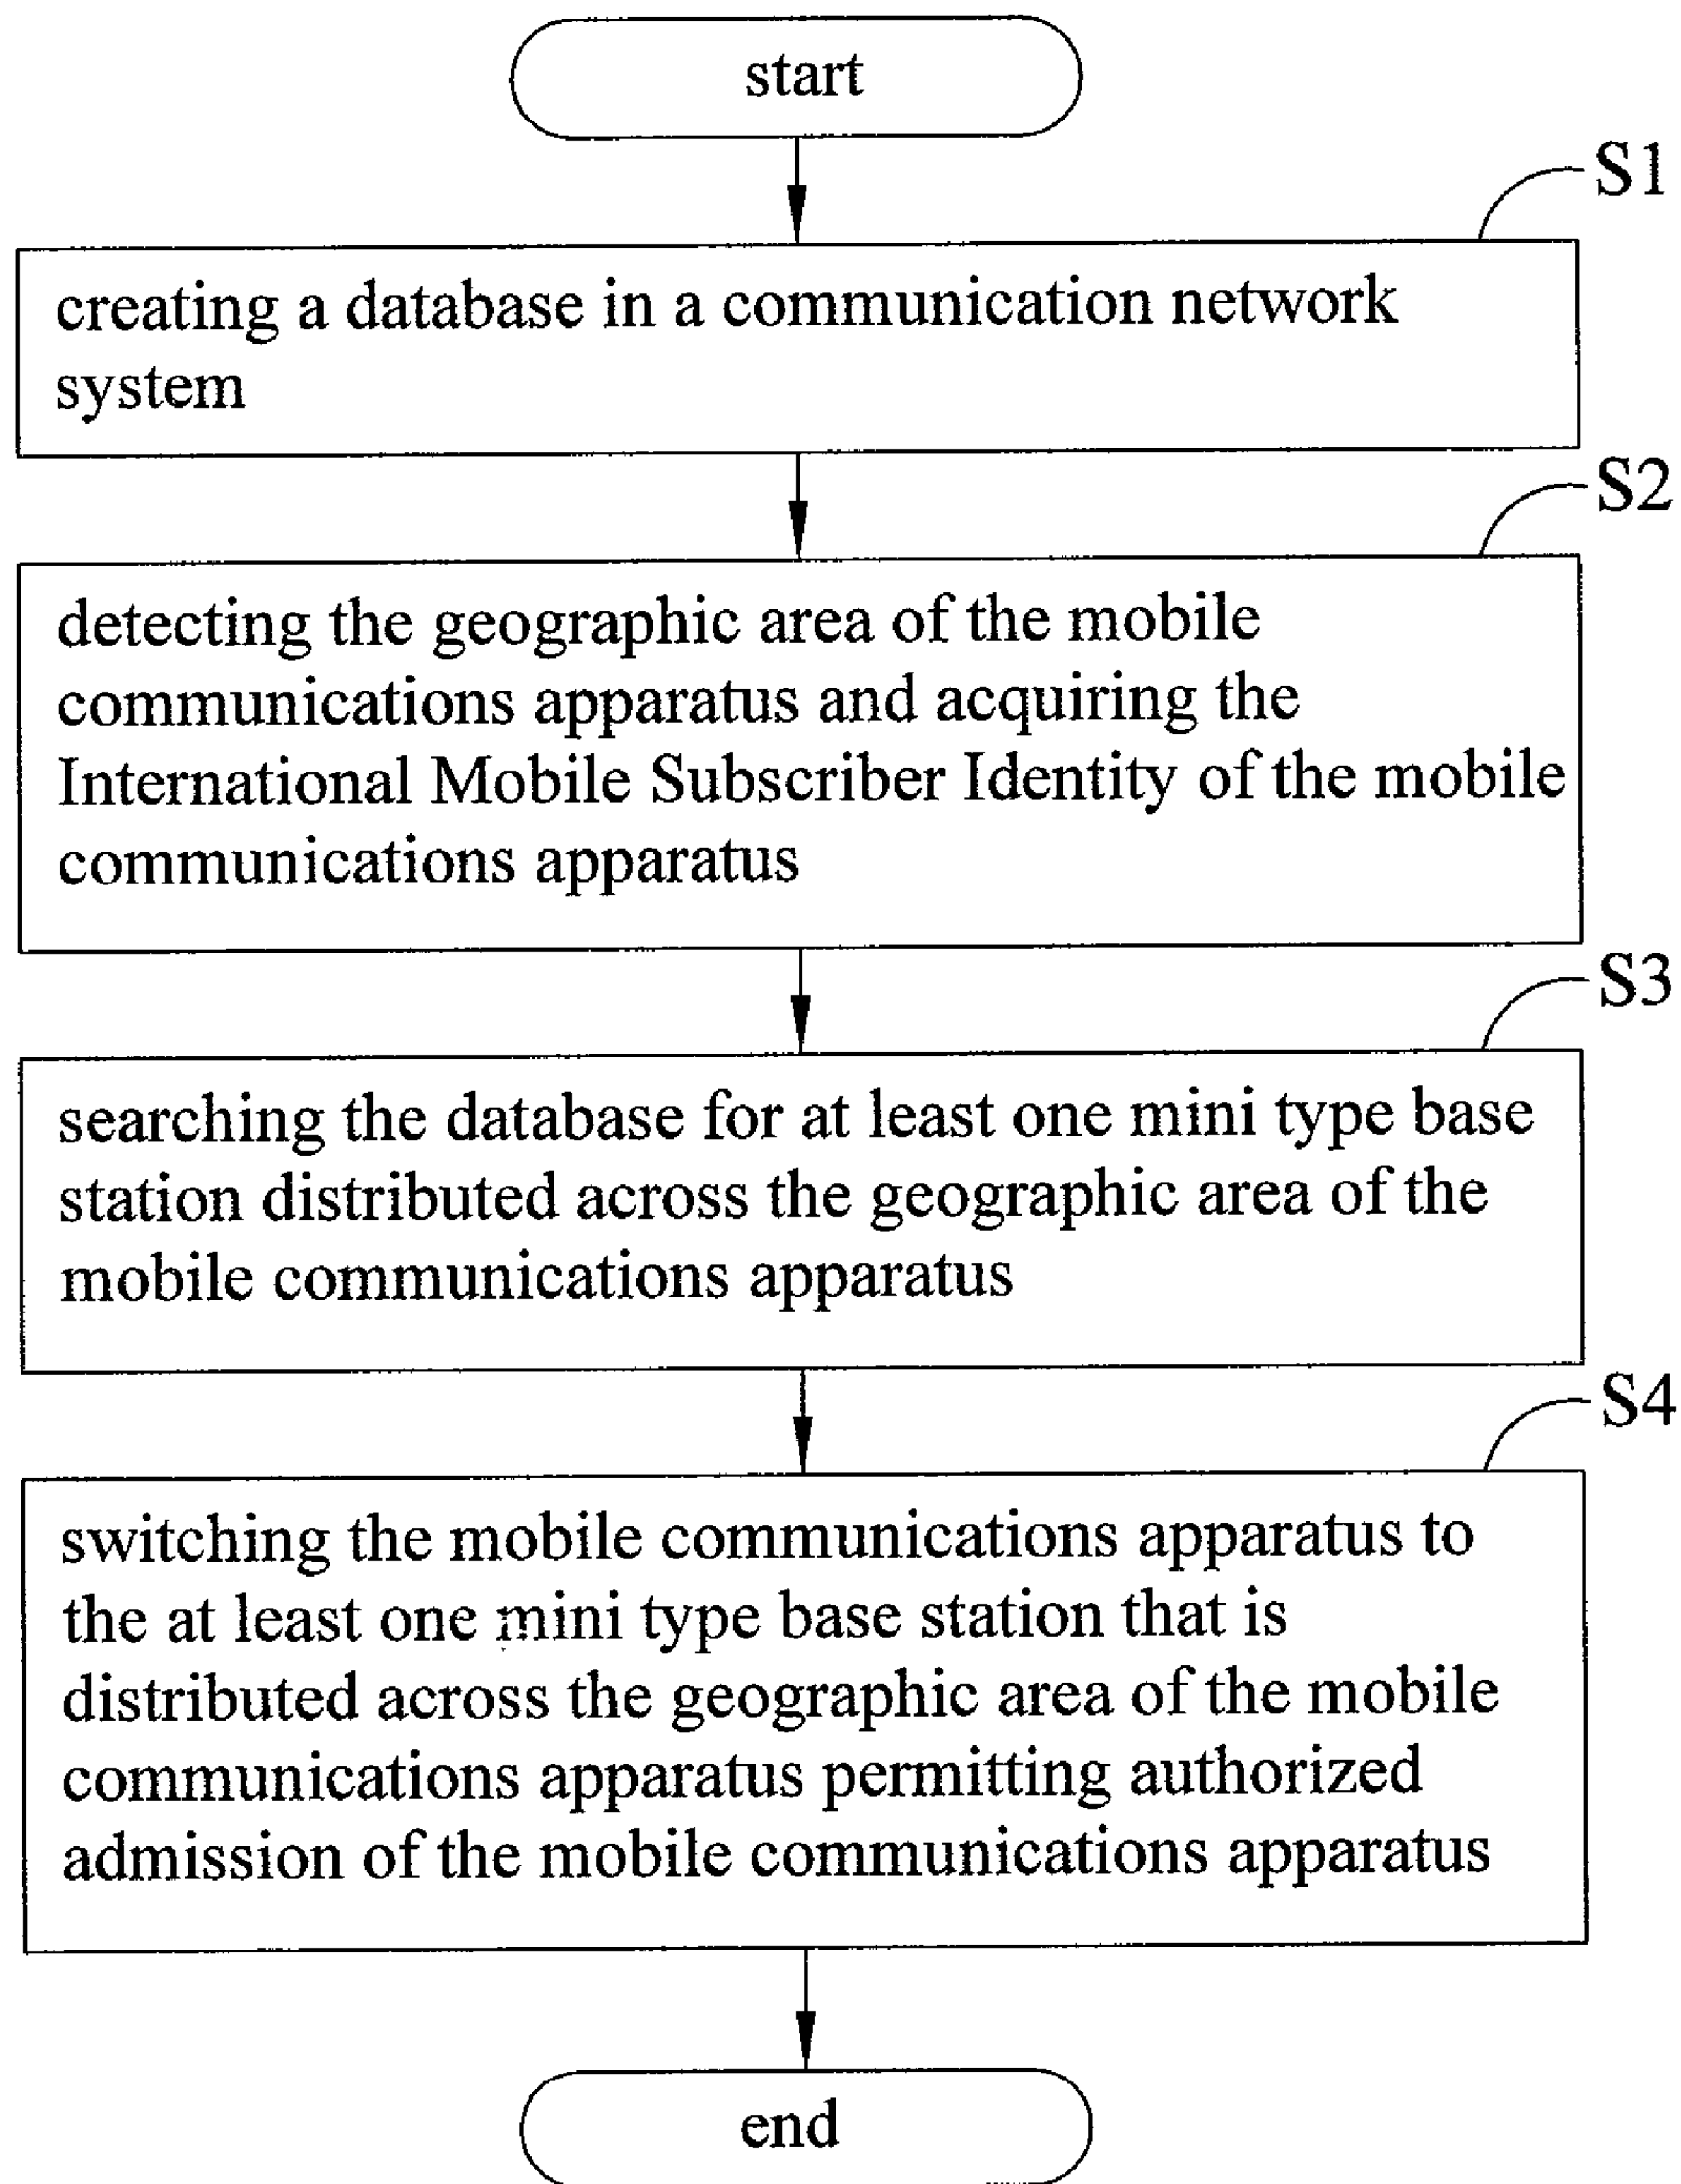 start
S1
creating a database in a communication network
system
S2
detecting the geographic area of the mobile
communications apparatus and acquiring the
International Mobile Subscriber Identity of the mobile
communications apparatus
S3
searching the database for at least one mini type base
station distributed across the geographic area of the
mobile communications apparatus
S4
switching the mobile communications apparatus to
the at least one mini type base station that is
distributed across the geographic area of the mobile
communications apparatus permitting authorized
admission of the mobile communications apparatus
end